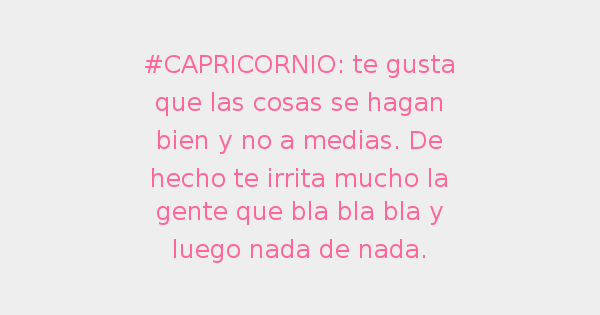 #CAPRICORNIO: te gusta
que las cosas se hagan
bien y no a medias. De
hecho te irrita mucho la
gente que bla bla bla y
luego nada de nada.